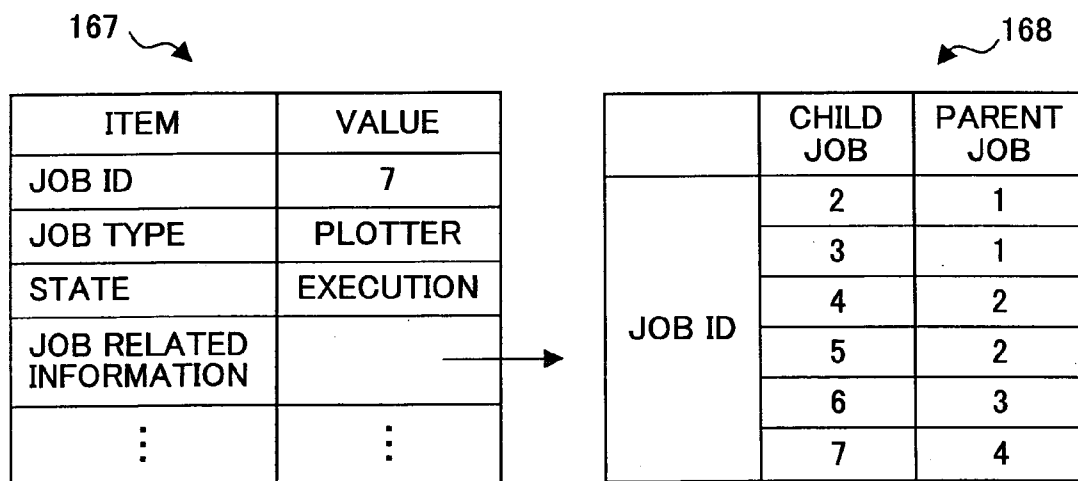 167
168
ITEM VALUE
JOB ID 7
JOB TYPE PLOTTER
STATE EXECUTION
JOB RELATED
INFORMATION
⋮ ⋮
CHILD
JOB
PARENT
JOB
JOB ID
2 1
3 1
4 2
5 2
6 3
7 4